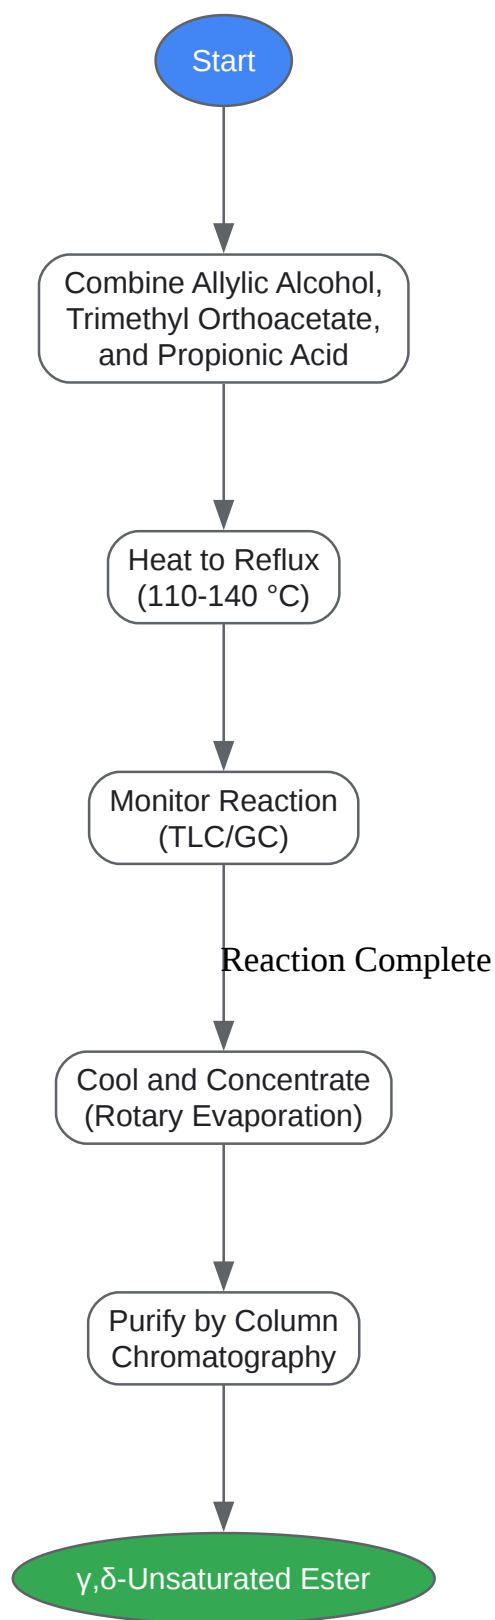 Start
Combine Allylic Alcohol,
Trimethyl Orthoacetate,
and Propionic Acid
Heat to Reflux
(110-140 °C)
Monitor Reaction
(TLC/GC)
Reaction Complete
Cool and Concentrate
(Rotary Evaporation)
Purify by Column
Chromatography
γ,δ-Unsaturated Ester